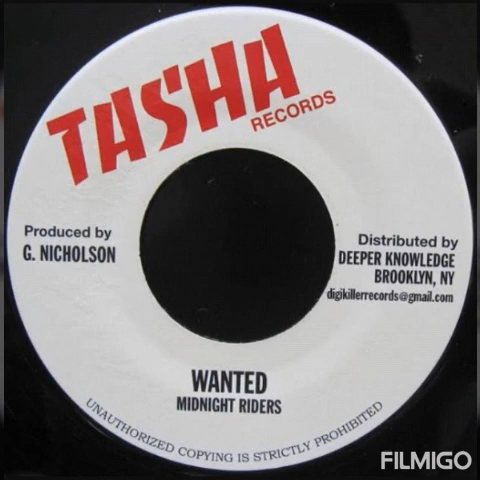 TASHA
RECORDS
Produced by
G. NICHOLSON
Distributed by
DEEPER KNOWLEDGE
BROOKLYN, NY
digikillerrecords@gmail.com
WANTED
MIDNIGHT RIDERS
UNAUTHORIZED COPYING IS STRICTLY PROHIBITED
FILMIGO